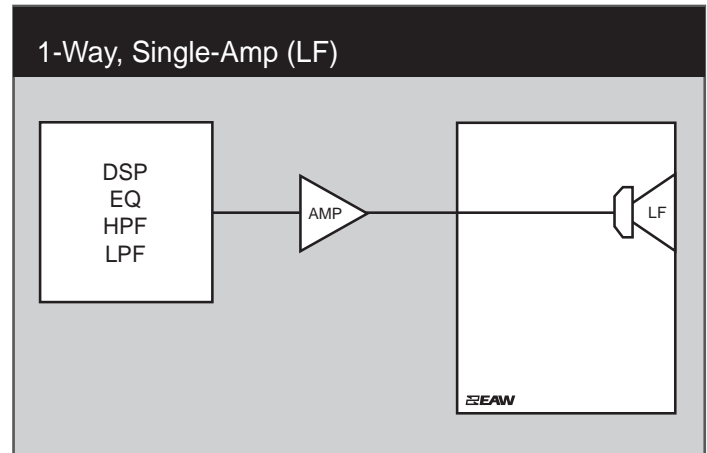 1-Way, Single-Amp (LF)
DSP
EQ
HPF
LPF
AMP
LF
EAW